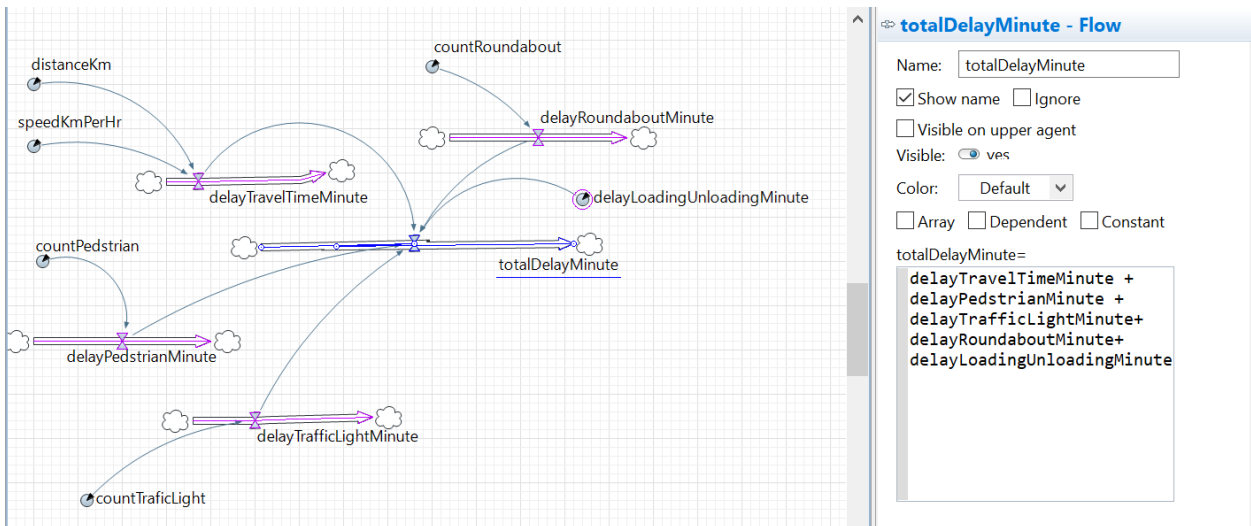 distanceKm
speedKmPerHr
countRoundabout
delayRoundaboutMinute
delayTravelTimeMinute
delayLoadingUnloadingMinute
countPedstrian
totalDelayMinute
delayPedstrianMinute
delayTrafficLightMinute
countTraficLight
totalDelayMinute - Flow
Name: totalDelayMinute
Show name Ignore
Visible on upper agent
Visible: yes
Color: Default
Array Dependent Constant
totalDelayMinute=
delayTravelTimeMinute +
delayPedstrianMinute +
delayTrafficLightMinute+
delayRoundaboutMinute+
delayLoadingUnloadingMinute